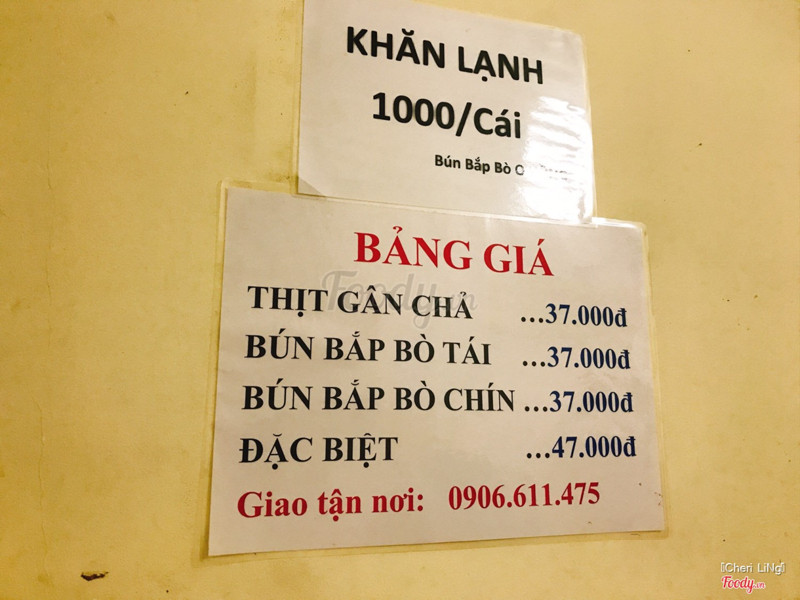 KHĂN LẠNH
1000/Cái
Bún Bắp Bò
BẢNG GIÁ
THỊT GÂN CHẢ ...37.000đ
BÚN BẮP BÒ TÁI ...37.000đ
BÚN BẮP BÒ CHÍN ...37.000đ
ĐẶC BIỆT ...47.000đ
Giao tận nơi: 0906.611.475
Foody.vn
[Cheri LiNg]
Foody.vn